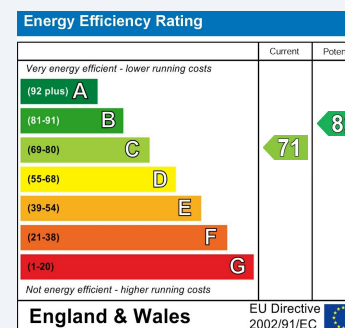 Energy Efficiency Rating
Current
Very energy efficient - lower running costs
(92 plus) A
(81-91) B
(69-80) C 71
(55-68) D
(39-54) E
(21-38) F
(1-20) G
Not energy efficient - higher running costs
England & Wales
EU Directive
2002/91/EC